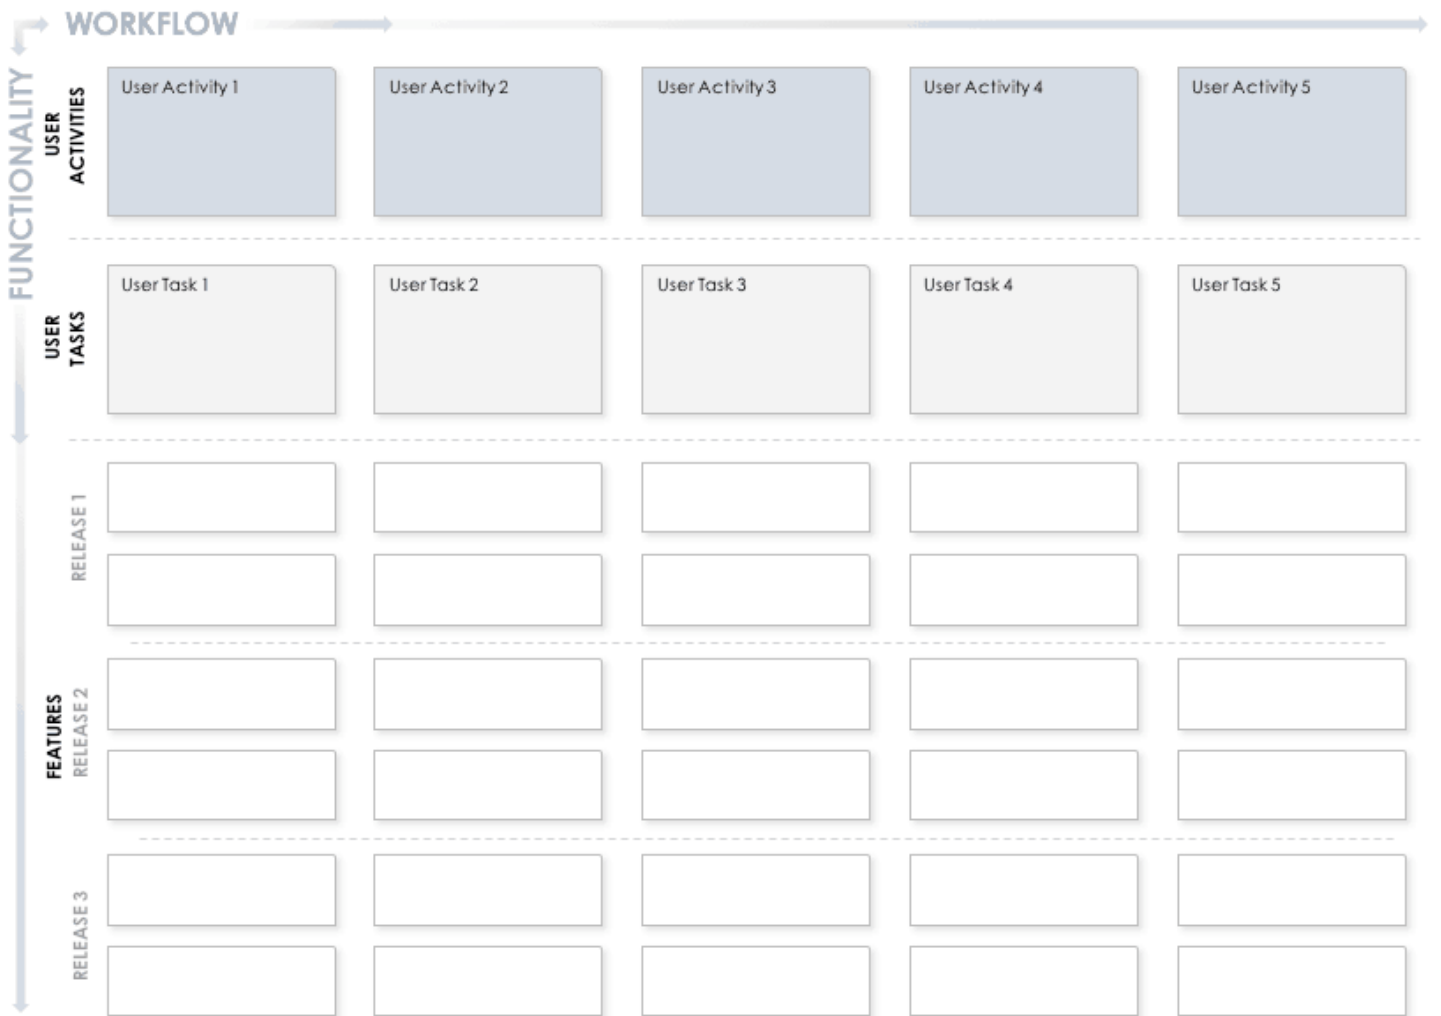 WORKFLOW
FUNCTIONALITY
USER
ACTIVITIES
User Activity 1
User Activity 2
User Activity 3
User Activity 4
User Activity 5
USER
TASKS
User Task 1
User Task 2
User Task 3
User Task 4
User Task 5
FEATURES
RELEASE 1
RELEASE 2
RELEASE 3